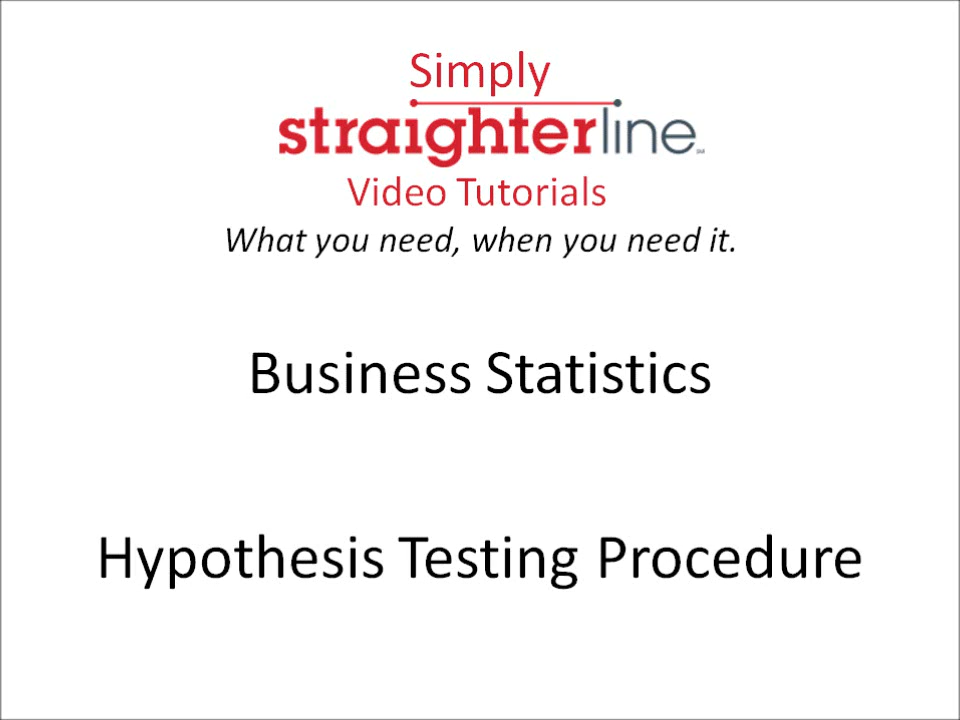 Simply
straighterline
Video Tutorials
What you need, when you need it.
Business Statistics
Hypothesis Testing Procedure